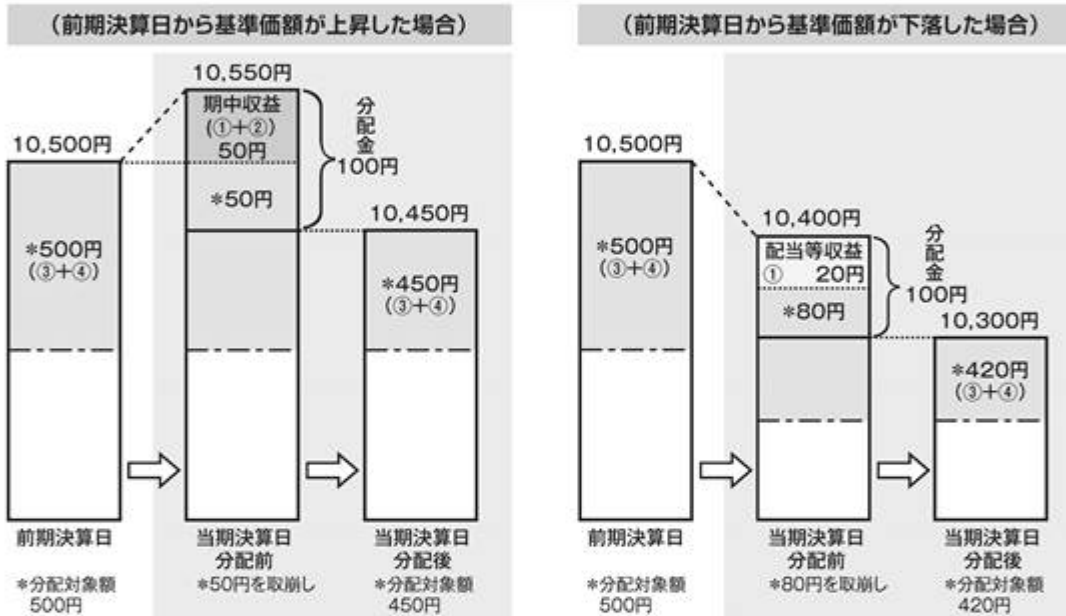 （前期決算日から基準価額が上昇した場合）
10,550円
期中収益
(①+②)
50円
*50円
分配金
100円
10,500円
*500円
(③+④)
10,450円
*450円
(③+④)
前期決算日
当期決算日
分配前
当期決算日
分配後
*分配対象額
500円
*50円を取崩し
*分配対象額
450円
（前期決算日から基準価額が下落した場合）
10,500円
*500円
(③+④)
10,400円
配当等収益
① 20円
*80円
分配金
100円
10,300円
*420円
(③+④)
前期決算日
当期決算日
分配前
当期決算日
分配後
*分配対象額
500円
*80円を取崩し
*分配対象額
420円